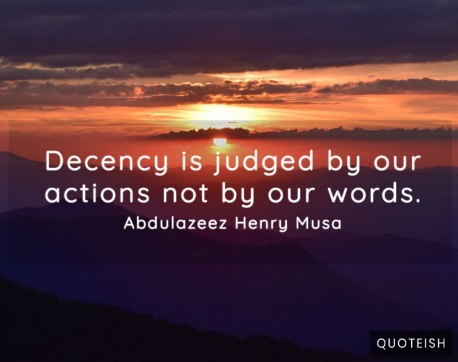 Decency is judged by our
actions not by our words.
Abdulazeez Henry Musa
QUOTEISH